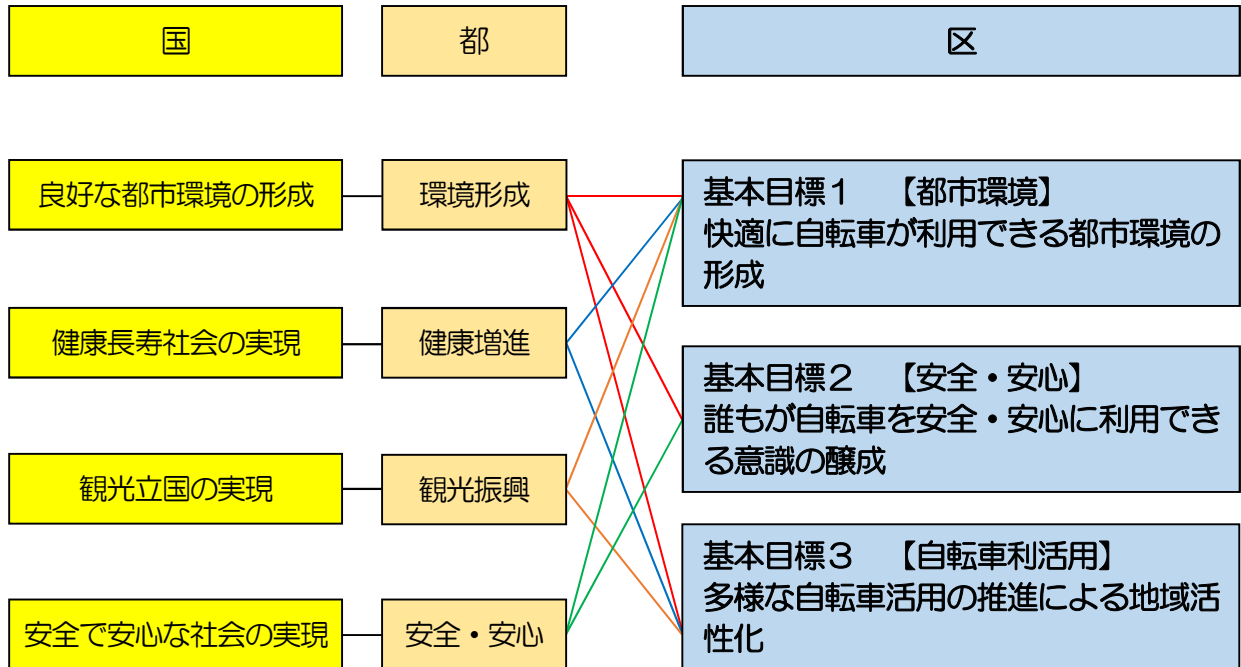 国
都
区
良好な都市環境の形成
環境形成
基本目標１　【都市環境】
快適に自転車が利用できる都市環境の
形成
健康長寿社会の実現
健康増進
基本目標２　【安全・安心】
誰もが自転車を安全・安心に利用でき
る意識の醸成
観光立国の実現
観光振興
基本目標３　【自転車利活用】
多様な自転車活用の推進による地域活
性化
安全で安心な社会の実現
安全・安心